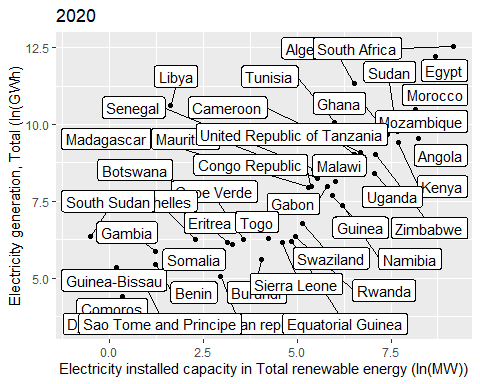 2020
Electricity generation, Total (ln(GWh)
12.5
10.0
7.5
5.0
South Africa
Egypt
Libya
Tunisia
Sudan
Morocco
Senegal
Cameroon
Ghana
Mozambique
Madagascar
United Republic of Tanzania
Angola
Congo Republic
Malawi
Botswana
Kenya
Uganda
South Sudan
Cape Verde
Gabon
Gambia
Eritrea
Togo
Guinea
Zimbabwe
Somalia
Swaziland
Namibia
Guinea-Bissau
Benin
Burundi
Sierra Leone
Rwanda
Comoros
Sao Tome and Principe
Equatorial Guinea
0.0
2.5
5.0
7.5
Electricity installed capacity in Total renewable energy (ln(MW))